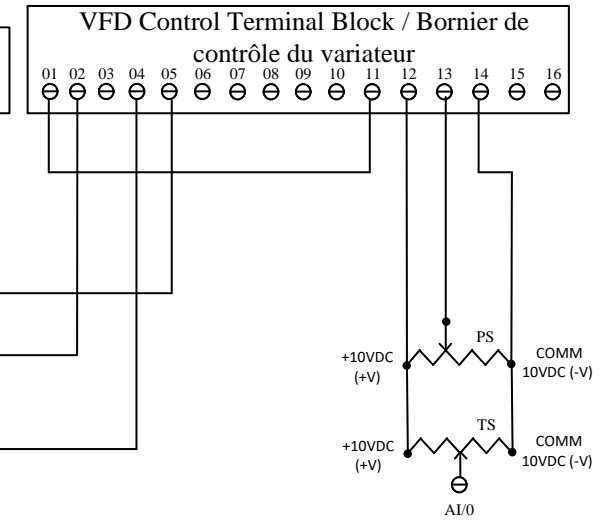 VFD Control Terminal Block / Bornier de
contrôle du variateur
01 02 03 04 05 06 07 08 09 10 11 12 13 14 15 16
PS
+10VDC
(+V)
COMM
10VDC (-V)
TS
+10VDC
(+V)
COMM
10VDC (-V)
AI/0